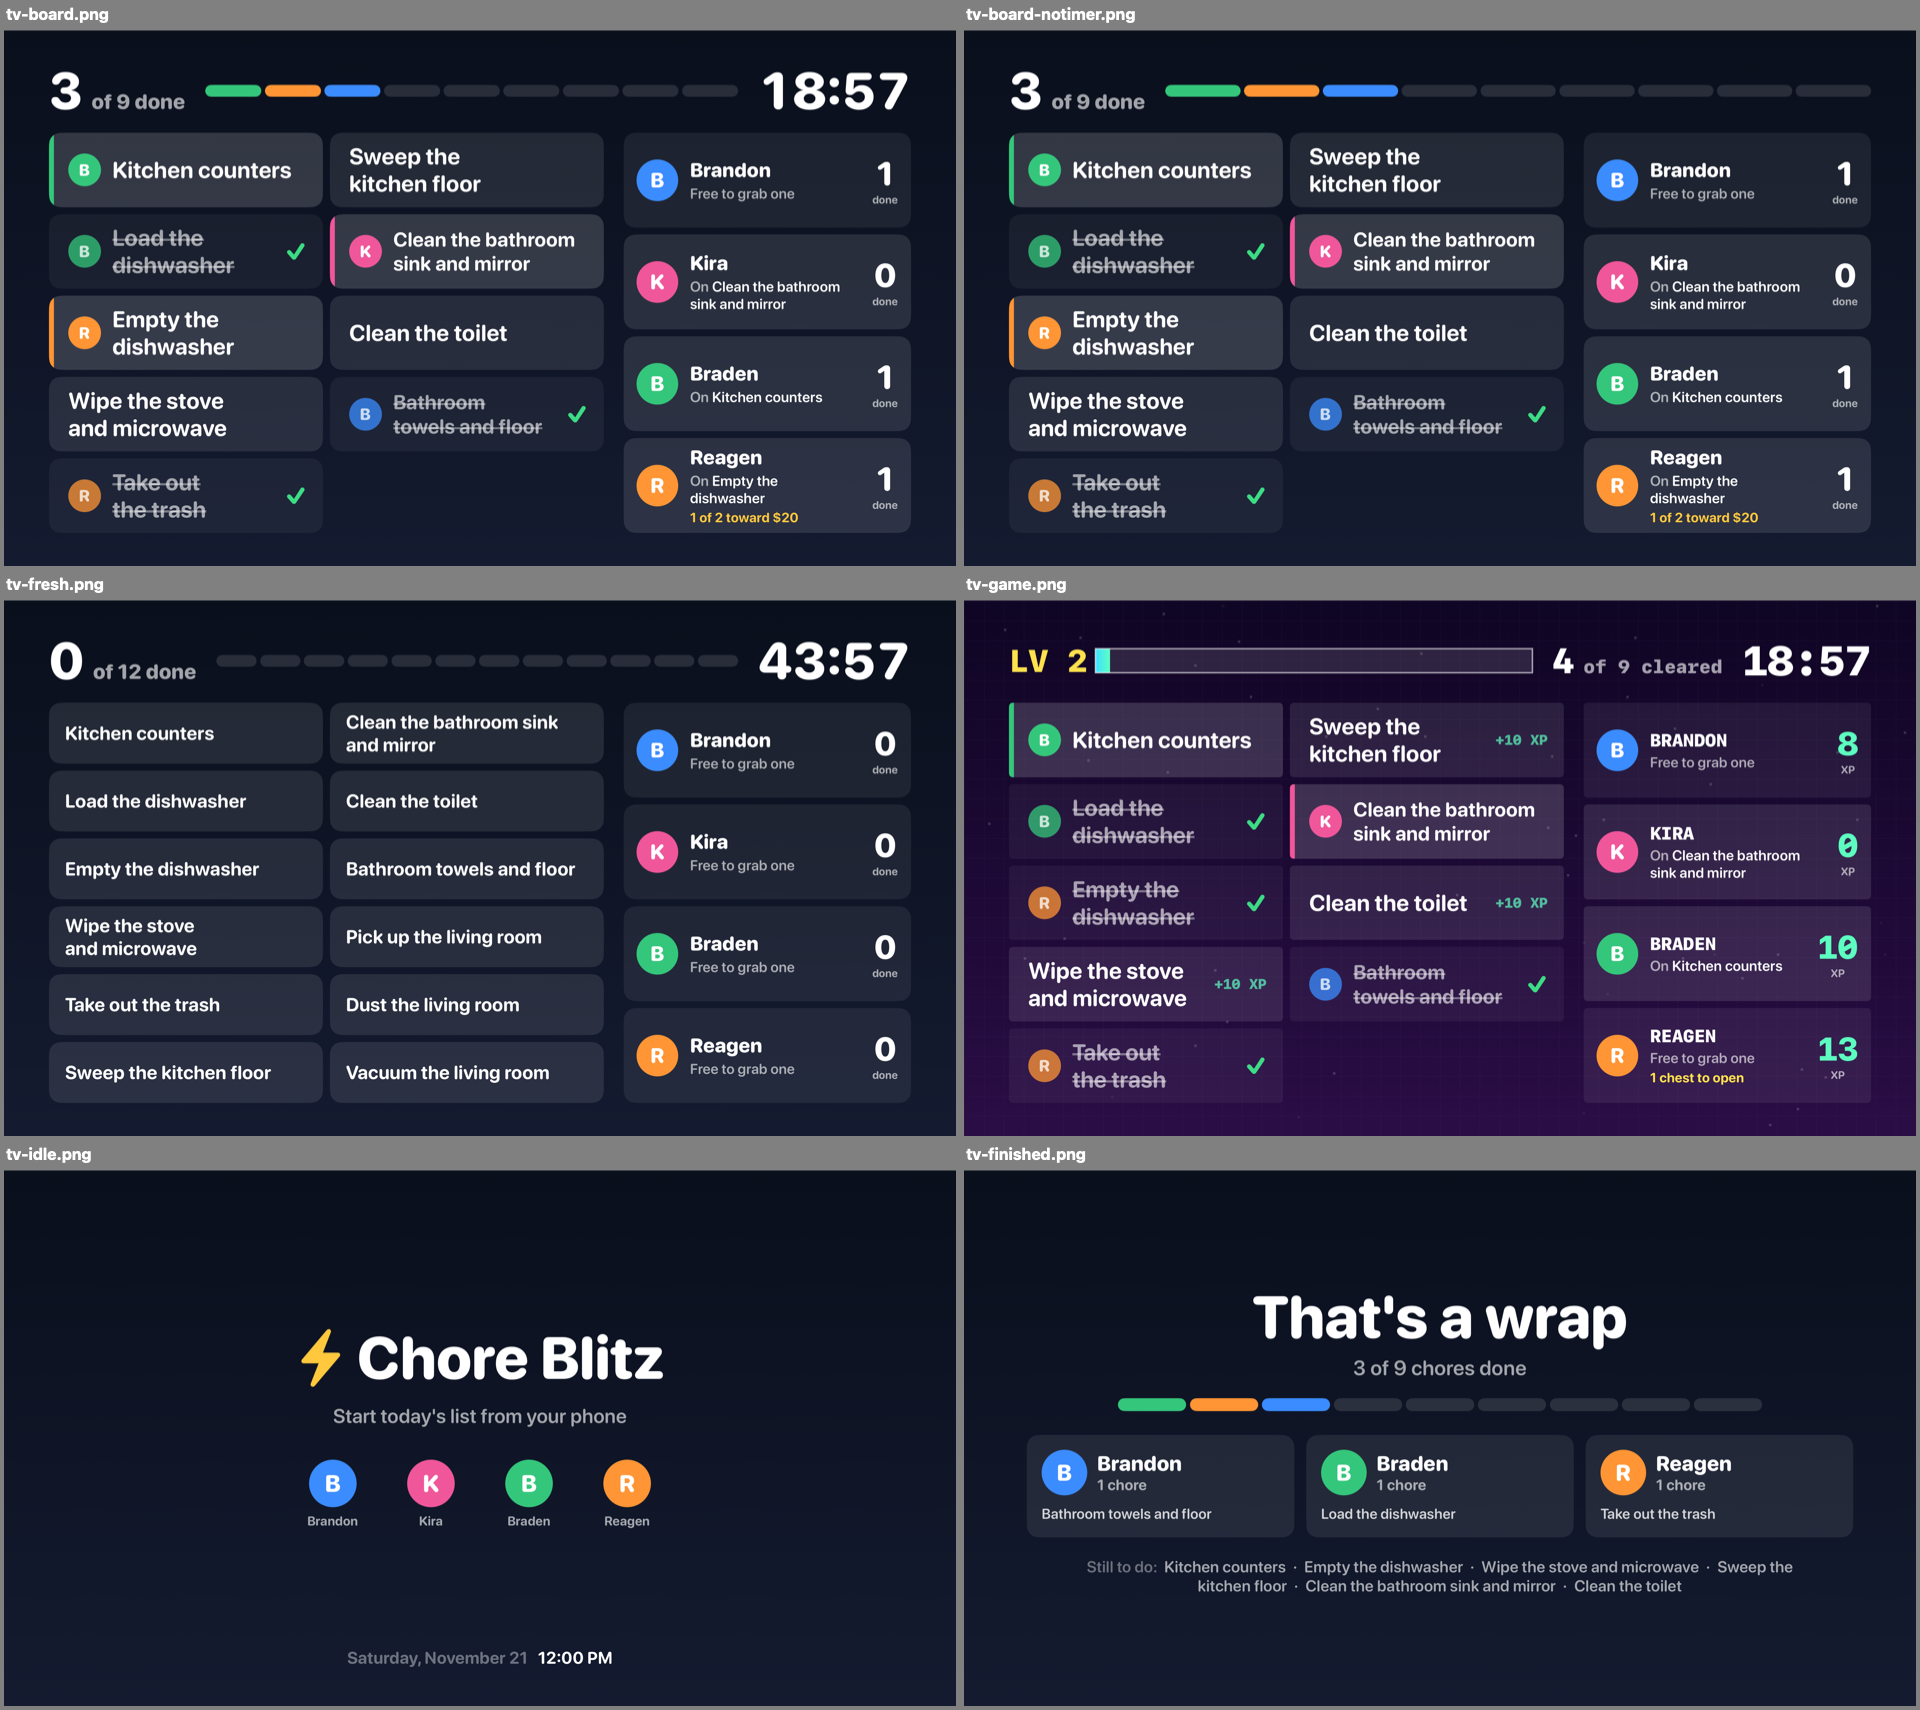 tv-board.png
3 of 9 done
18:57
B Kitchen counters
Sweep the
kitchen floor
B Load the
dishwasher
K Clean the bathroom
sink and mirror
R Empty the
dishwasher
Clean the toilet
Wipe the stove
and microwave
B Bathroom
towels and floor
R Take out
the trash
B Brandon
Free to grab one
1
done
K Kira
On Clean the bathroom
sink and mirror
0
done
B Braden
On Kitchen counters
1
done
R Reagen
On Empty the
dishwasher
1 of 2 toward $20
1
done
tv-board-notimer.png
3 of 9 done
B Kitchen counters
Sweep the
kitchen floor
B Load the
dishwasher
K Clean the bathroom
sink and mirror
R Empty the
dishwasher
Clean the toilet
Wipe the stove
and microwave
B Bathroom
towels and floor
R Take out
the trash
B Brandon
Free to grab one
1
done
K Kira
On Clean the bathroom
sink and mirror
0
done
B Braden
On Kitchen counters
1
done
R Reagen
On Empty the
dishwasher
1 of 2 toward $20
1
done
tv-fresh.png
0 of 12 done
43:57
Kitchen counters
Clean the bathroom sink
and mirror
Load the dishwasher
Clean the toilet
Empty the dishwasher
Bathroom towels and floor
Wipe the stove
and microwave
Pick up the living room
Take out the trash
Dust the living room
Sweep the kitchen floor
Vacuum the living room
B Brandon
Free to grab one
0
done
K Kira
Free to grab one
0
done
B Braden
Free to grab one
0
done
R Reagen
Free to grab one
0
done
tv-game.png
LV 2
4 of 9 cleared
18:57
B Kitchen counters
Sweep the
kitchen floor
+10 XP
B Load the
dishwasher
K Clean the bathroom
sink and mirror
R Empty the
dishwasher
Clean the toilet
+10 XP
Wipe the stove
and microwave
+10 XP
B Bathroom
towels and floor
R Take out
the trash
B BRANDON
Free to grab one
8
XP
K KIRA
On Clean the bathroom
sink and mirror
0
XP
B BRADEN
On Kitchen counters
10
XP
R REAGEN
Free to grab one
1 chest to open
13
XP
tv-idle.png
Chore Blitz
Start today's list from your phone
B K B R
Brandon Kira Braden Reagen
Saturday, November 21 12:00 PM
tv-finished.png
That's a wrap
3 of 9 chores done
B Brandon
1 chore
Bathroom towels and floor
B Braden
1 chore
Load the dishwasher
R Reagen
1 chore
Take out the trash
Still to do: Kitchen counters · Empty the dishwasher · Wipe the stove and microwave · Sweep the
kitchen floor · Clean the bathroom sink and mirror · Clean the toilet